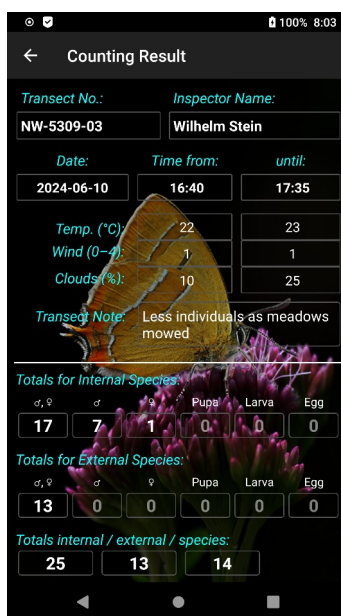 100% 8:03
Counting Result
Transect No.: Inspector Name:
NW-5309-03 Wilhelm Stein
Date: Time from: until:
2024-06-10 16:40 17:35
Temp. (°C): 22 23
Wind (0–4): 1 1
Clouds (%): 10 25
Transect Note: Less individuals as meadows
mowed
Totals for Internal Species:
♂, ♀ ♂ ♀ Pupa Larva Egg
17 7 1 0 0 0
Totals for External Species:
♂, ♀ ♂ ♀ Pupa Larva Egg
13 0 0 0 0 0
Totals internal / external / species:
25 13 14